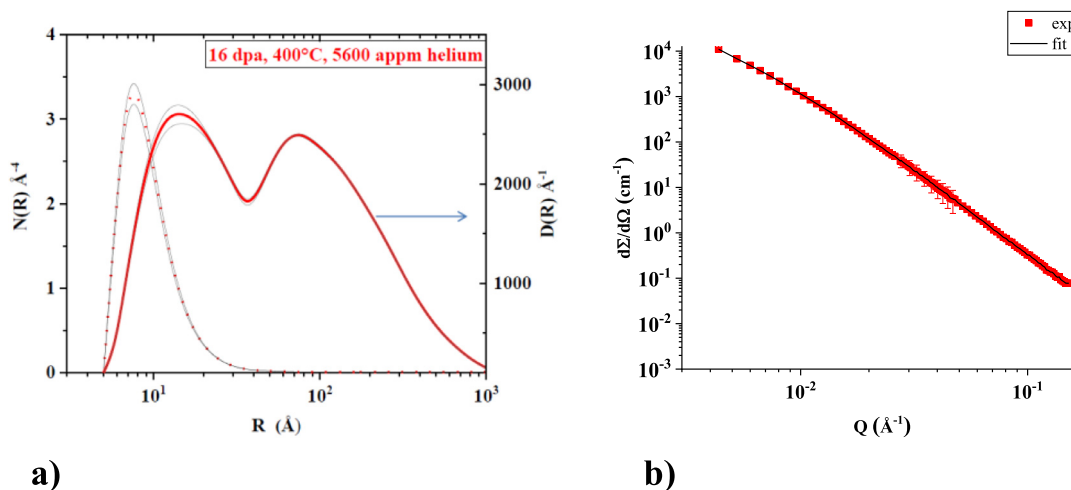 16 dpa, 400°C, 5600 appm helium
4
3
2
1
0
N(R) Å⁻⁴
3000
2000
1000
D(R) Å⁻¹
10¹
10²
10³
R (Å)
a)
exp
fit
10⁴
10³
10²
10¹
10⁰
10⁻¹
10⁻²
10⁻³
dΣ/dΩ (cm⁻¹)
10⁻²
10⁻¹
Q (Å⁻¹)
b)